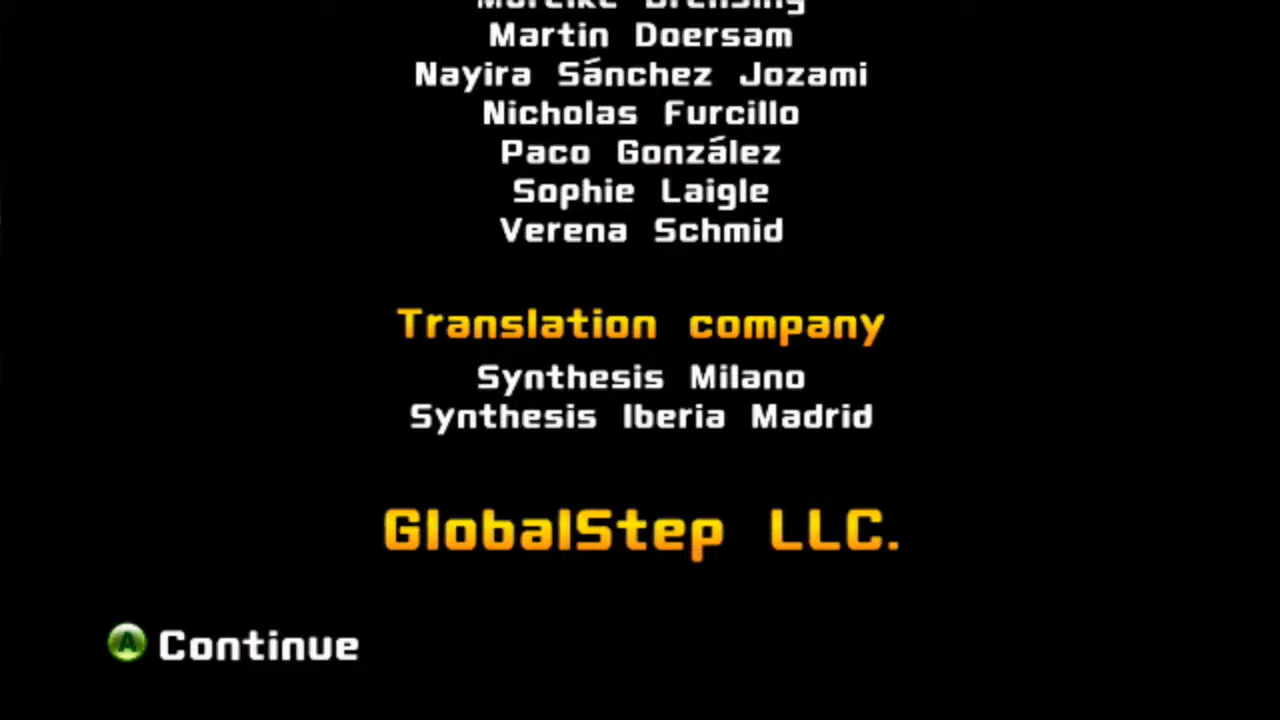 Martin Doersam
Nayira Sánchez Jozami
Nicholas Furcillo
Paco González
Sophie Laigle
Verena Schmid
Translation company
Synthesis Milano
Synthesis Iberia Madrid
GlobalStep LLC.
A Continue